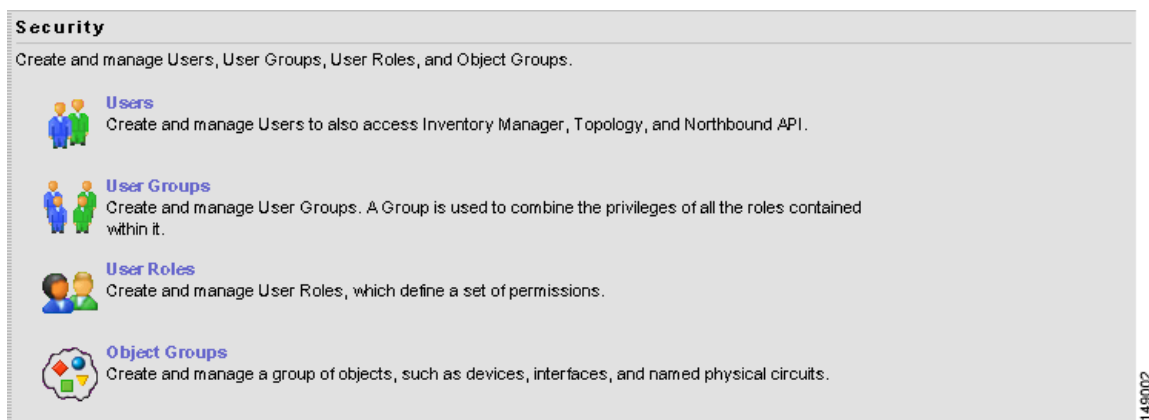 Security
Create and manage Users, User Groups, User Roles, and Object Groups.
Users
Create and manage Users to also access Inventory Manager, Topology, and Northbound API.
User Groups
Create and manage User Groups. A Group is used to combine the privileges of all the roles contained
within it.
User Roles
Create and manage User Roles, which define a set of permissions.
Object Groups
Create and manage a group of objects, such as devices, interfaces, and named physical circuits.
149002